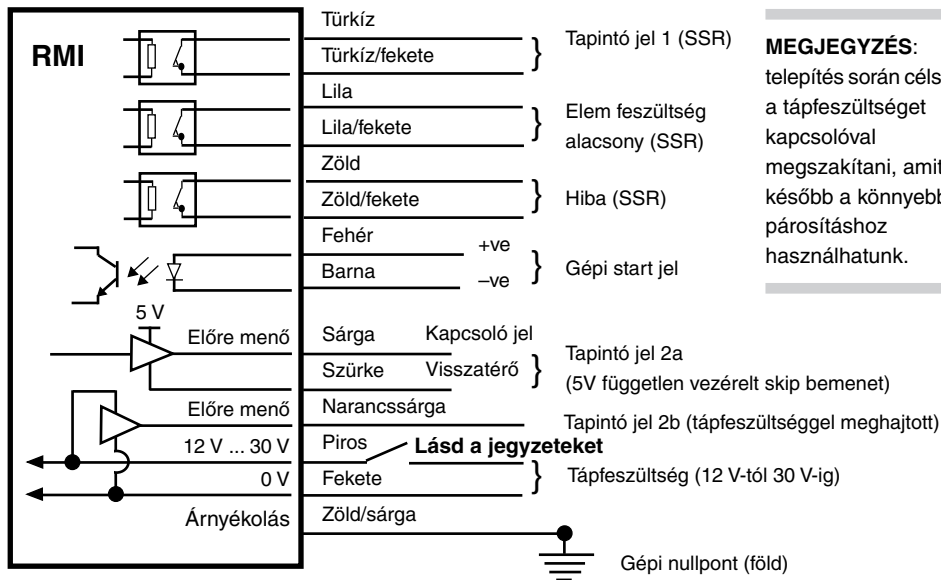 RMI
Türkíz
Türkíz/fekete
Tapintó jel 1 (SSR)
Lila
Lila/fekete
Elem feszültség
alacsony (SSR)
Zöld
Zöld/fekete
Hiba (SSR)
Fehér
+ve
Barna
–ve
Gépi start jel
5 V
Előre menő
Sárga
Kapcsoló jel
Szürke
Visszatérő
Tapintó jel 2a
(5V független vezérelt skip bemenet)
Előre menő
Narancssárga
Tapintó jel 2b (tápfeszültséggel meghajtott)
12 V ... 30 V
Piros
Lásd a jegyzeteket
0 V
Fekete
Tápfeszültség (12 V-tól 30 V-ig)
Árnyékolás
Zöld/sárga
Gépi nullpont (föld)
MEGJEGYZÉS:
telepítés során céls
a tápfeszültséget
kapcsolóval
megszakítani, amit
később a könnyebb
párosításhoz
használhatunk.